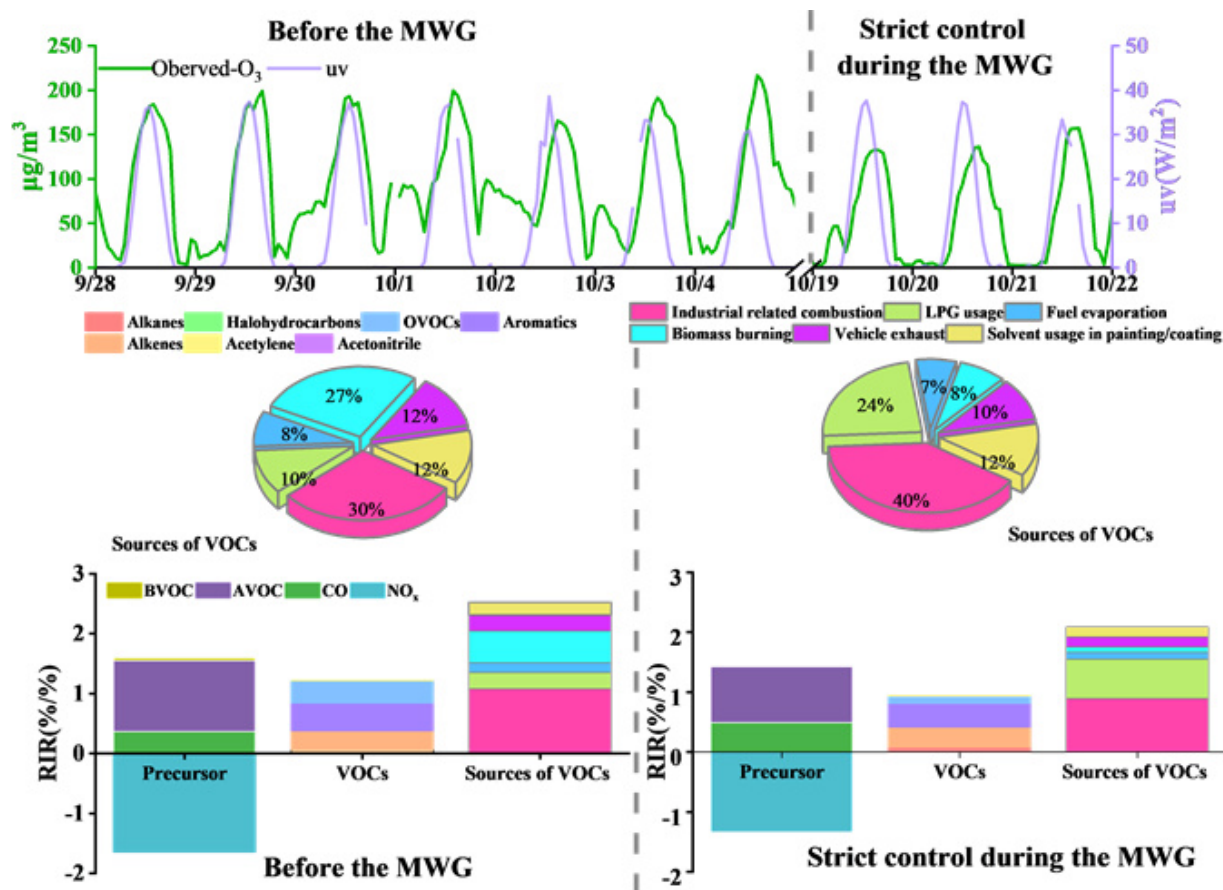 Before the MWG
Strict control
during the MWG
250
200
150
100
50
0
µg/m³
Oberved-O₃
uv
50
40
30
20
10
0
uv(W/m²)
9/28
9/29
9/30
10/1
10/2
10/3
10/4
10/19
10/20
10/21
10/22
Alkanes
Halohydrocarbons
OVOCs
Aromatics
Alkenes
Acetylene
Acetonitrile
Industrial related combustion
LPG usage
Fuel evaporation
Biomass burning
Vehicle exhaust
Solvent usage in painting/coating
27%
12%
8%
12%
10%
30%
Sources of VOCs
7%
8%
24%
10%
12%
40%
Sources of VOCs
3
2
1
0
-1
-2
RIR(%/%)
BVOC
AVOC
CO
NOₓ
Precursor
VOCs
Sources of VOCs
Before the MWG
3
2
1
0
-1
-2
RIR(%/%)
Precursor
VOCs
Sources of VOCs
Strict control during the MWG